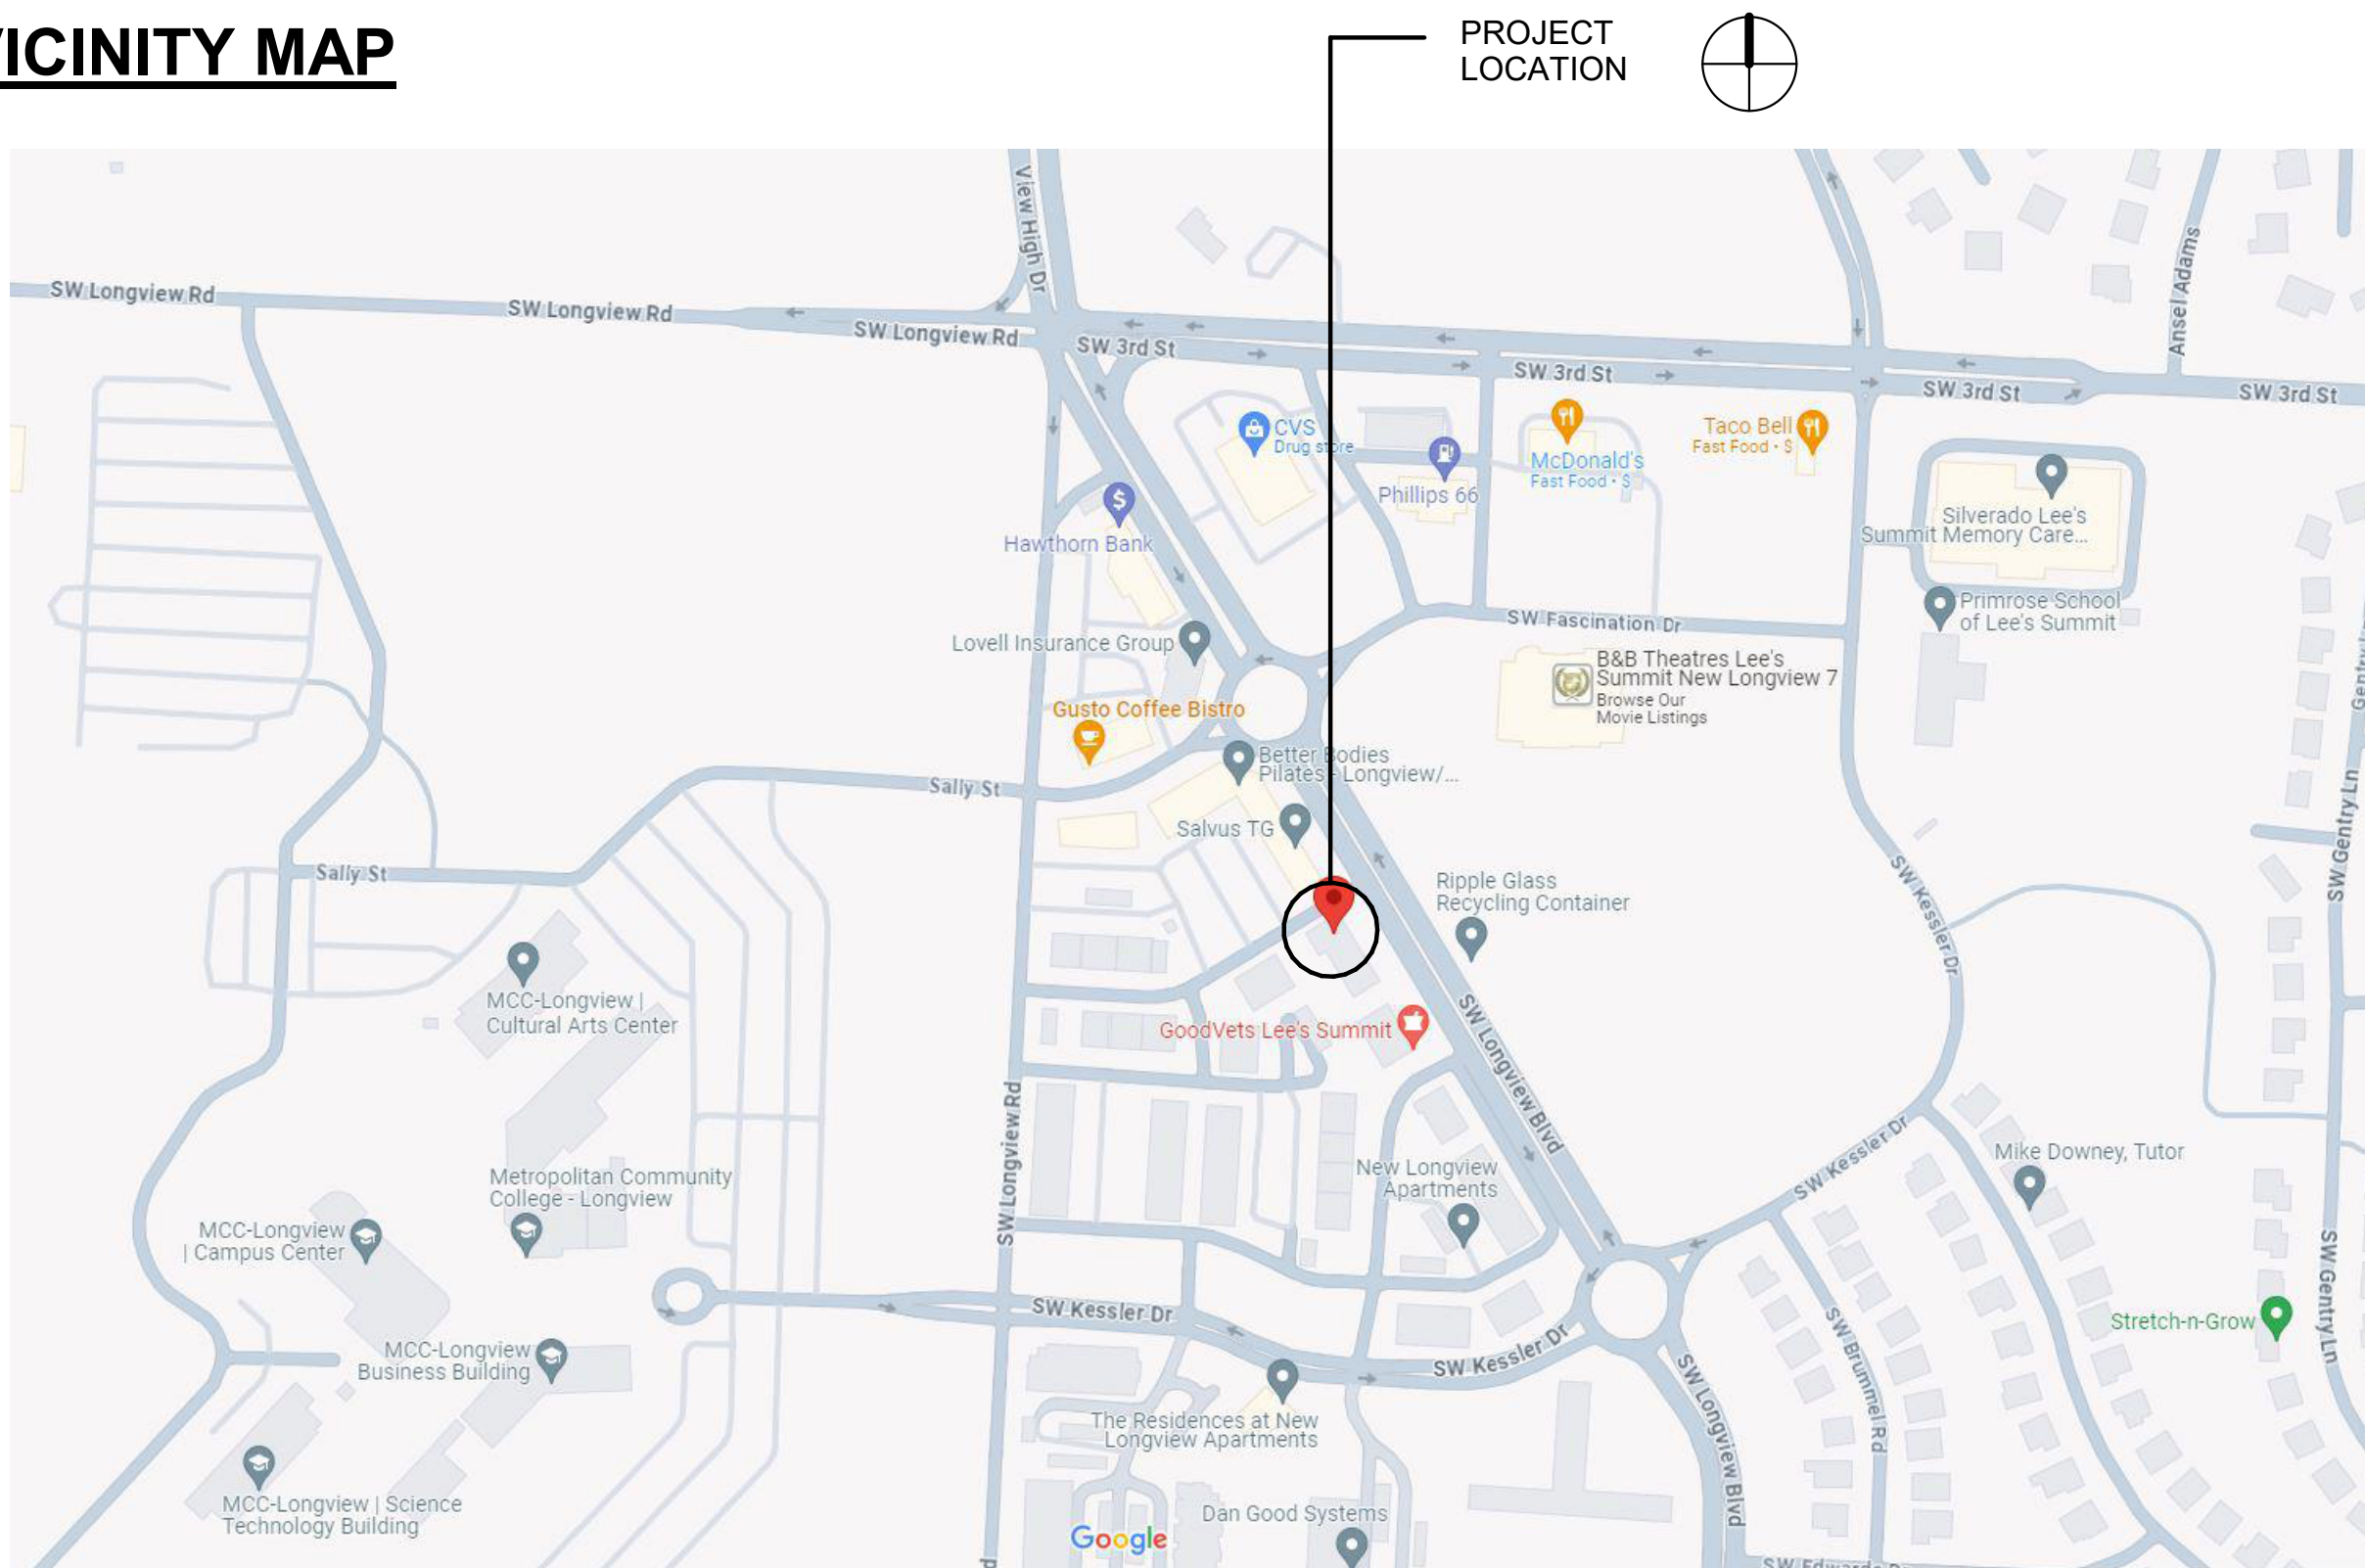 VICINITY MAP
PROJECT
LOCATION
View High Dr
SW Longview Rd
SW Longview Rd
SW Longview Rd
SW 3rd St
SW 3rd St
SW 3rd St
SW 3rd St
Ansel Adams
CVS
Drug store
Phillips 66
McDonald's
Fast Food • $
Taco Bell
Fast Food • $
Silverado Lee's
Summit Memory Care...
Hawthorn Bank
Primrose School
of Lee's Summit
SW Fascination Dr
Lovell Insurance Group
B&B Theatres Lee's
Summit New Longview 7
Browse Our
Movie Listings
Gusto Coffee Bistro
Better Bodies
Pilates - Longview/...
Sally St
Salvus TG
Sally St
Ripple Glass
Recycling Container
SW Kessler Dr
SW Gentry Ln
MCC-Longview |
Cultural Arts Center
GoodVets Lee's Summit
SW Longview Blvd
SW Longview Rd
Metropolitan Community
College - Longview
New Longview
Apartments
SW Kessler Dr
Mike Downey, Tutor
MCC-Longview
| Campus Center
SW Kessler Dr
SW Kessler Dr
SW Brummel Rd
Stretch-n-Grow
SW Gentry Ln
MCC-Longview
Business Building
SW Longview Blvd
The Residences at New
Longview Apartments
MCC-Longview | Science
Technology Building
Dan Good Systems
Google